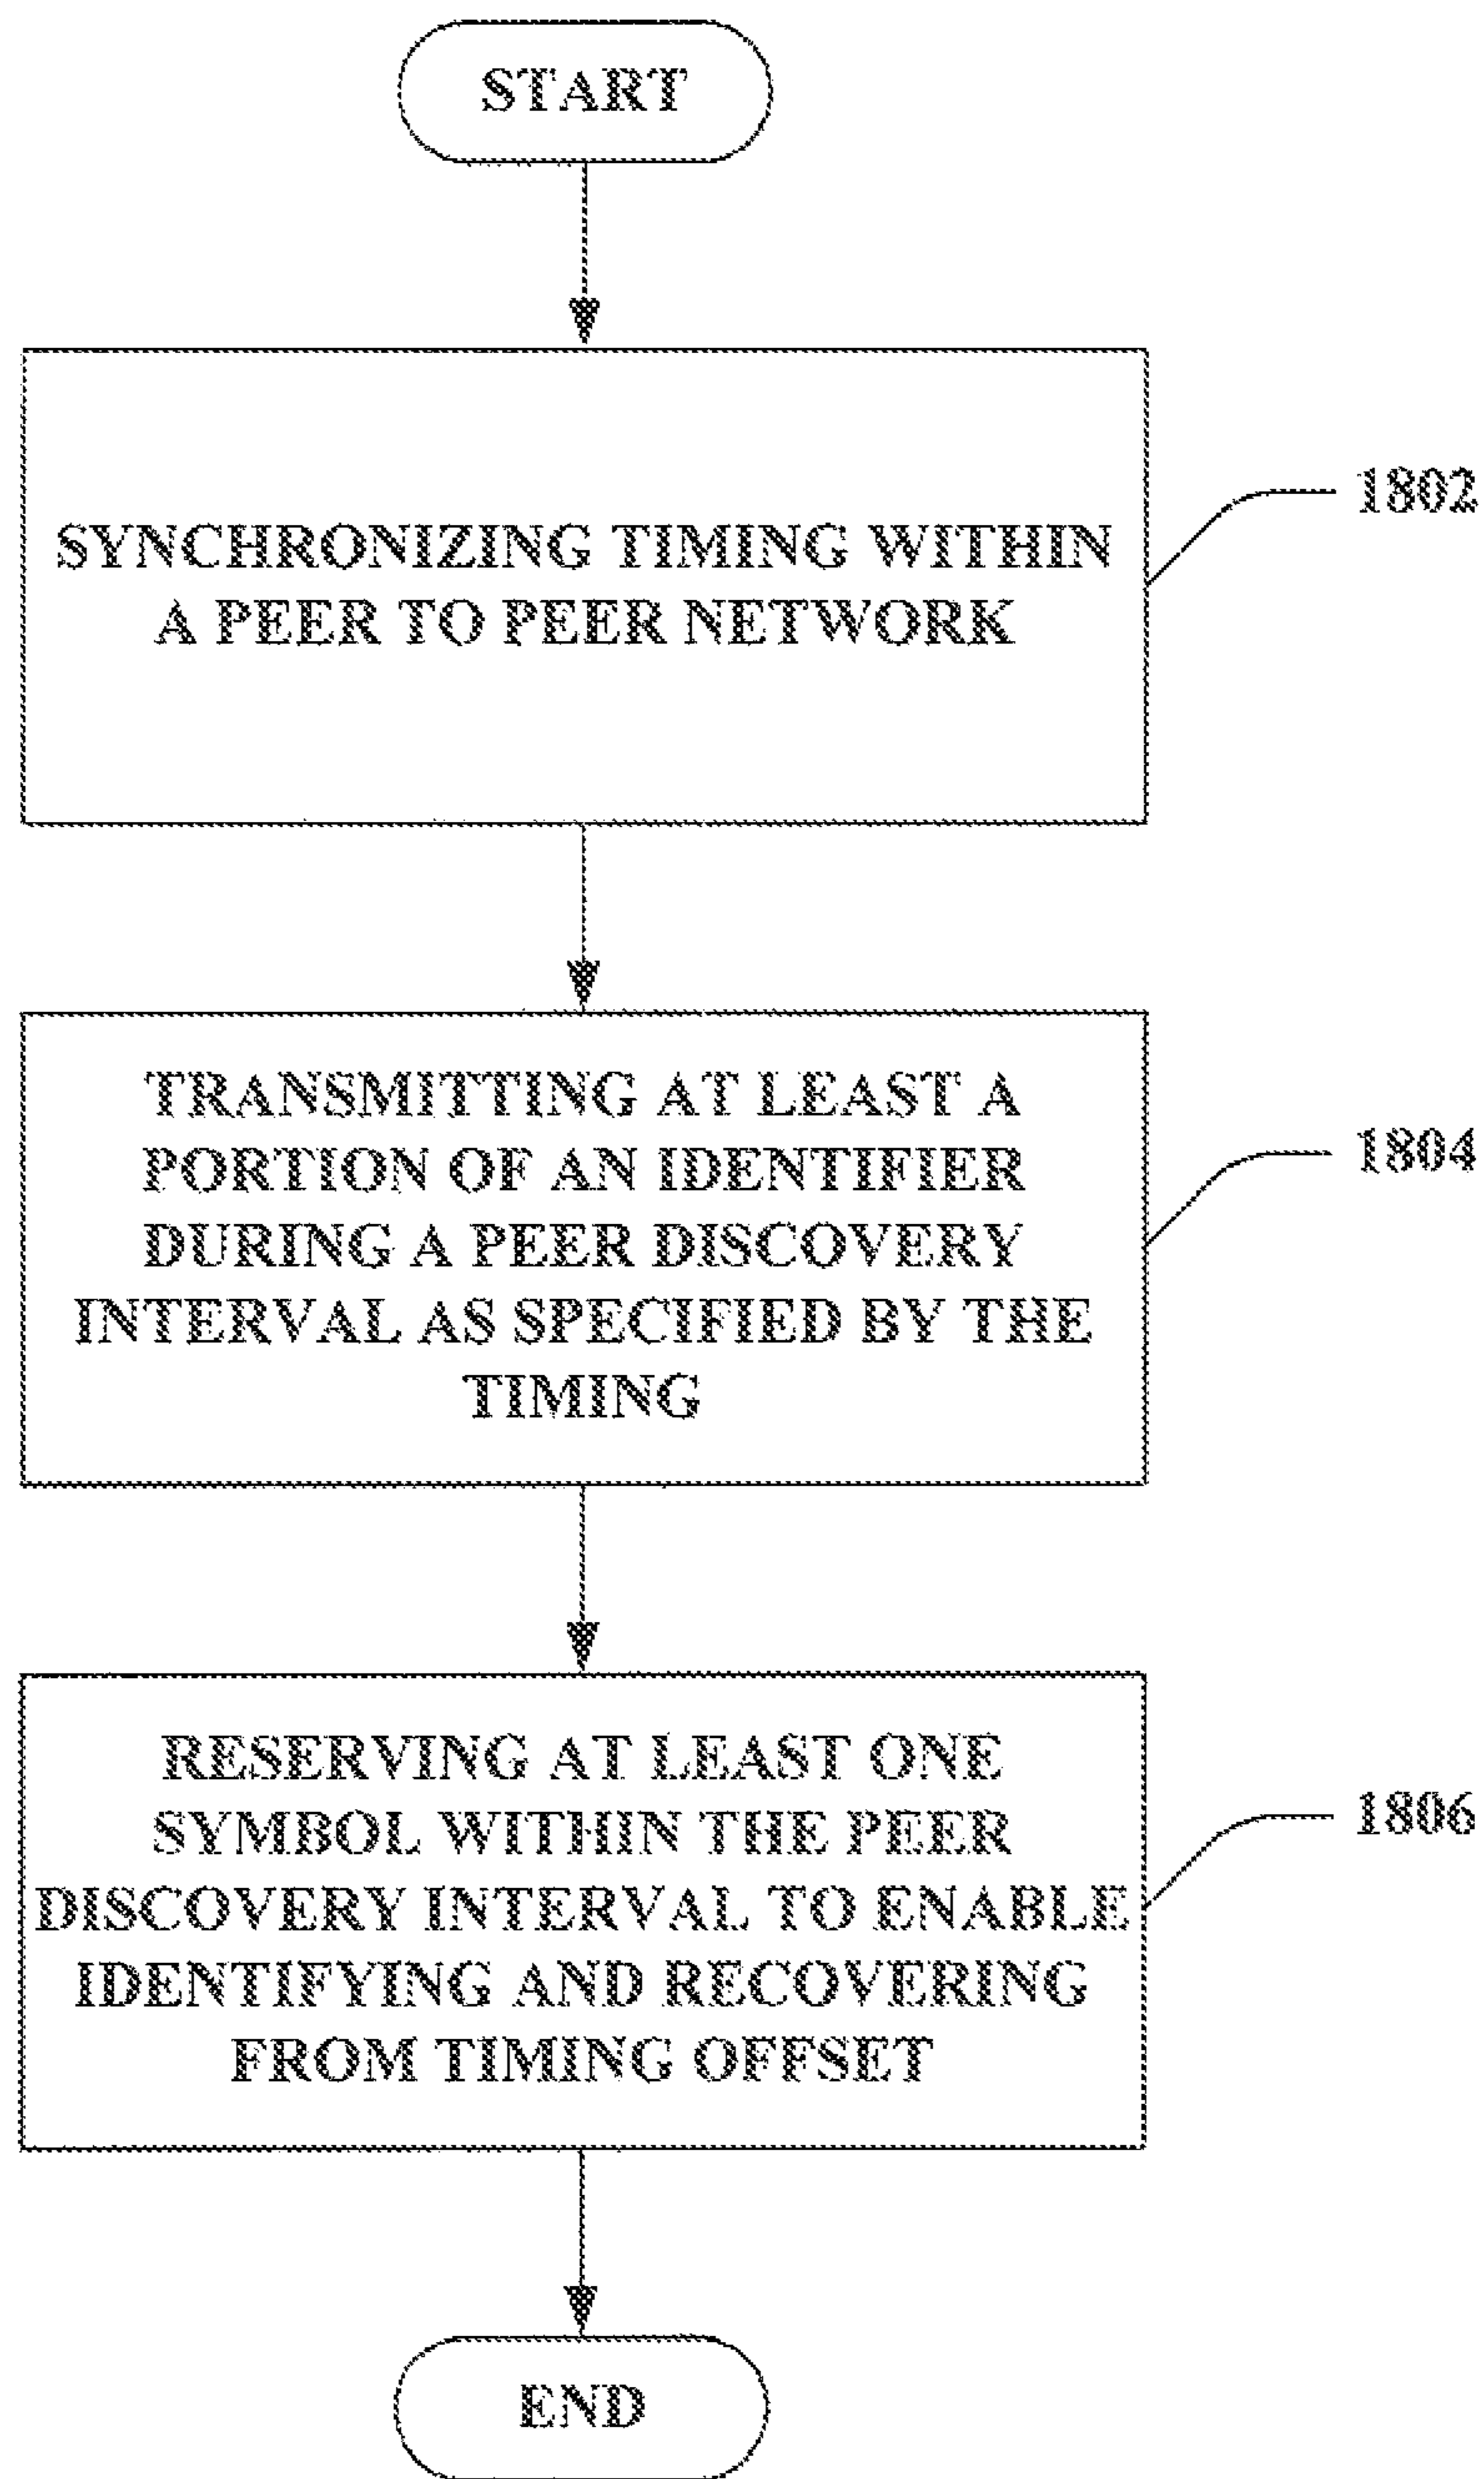 START
SYNCHRONIZING TIMING WITHIN
A PEER TO PEER NETWORK
1802
TRANSMITTING AT LEAST A
PORTION OF AN IDENTIFIER
DURING A PEER DISCOVERY
INTERVAL AS SPECIFIED BY THE
TIMING
1804
RESERVING AT LEAST ONE
SYMBOL WITHIN THE PEER
DISCOVERY INTERVAL TO ENABLE
IDENTIFYING AND RECOVERING
FROM TIMING OFFSET
1806
END